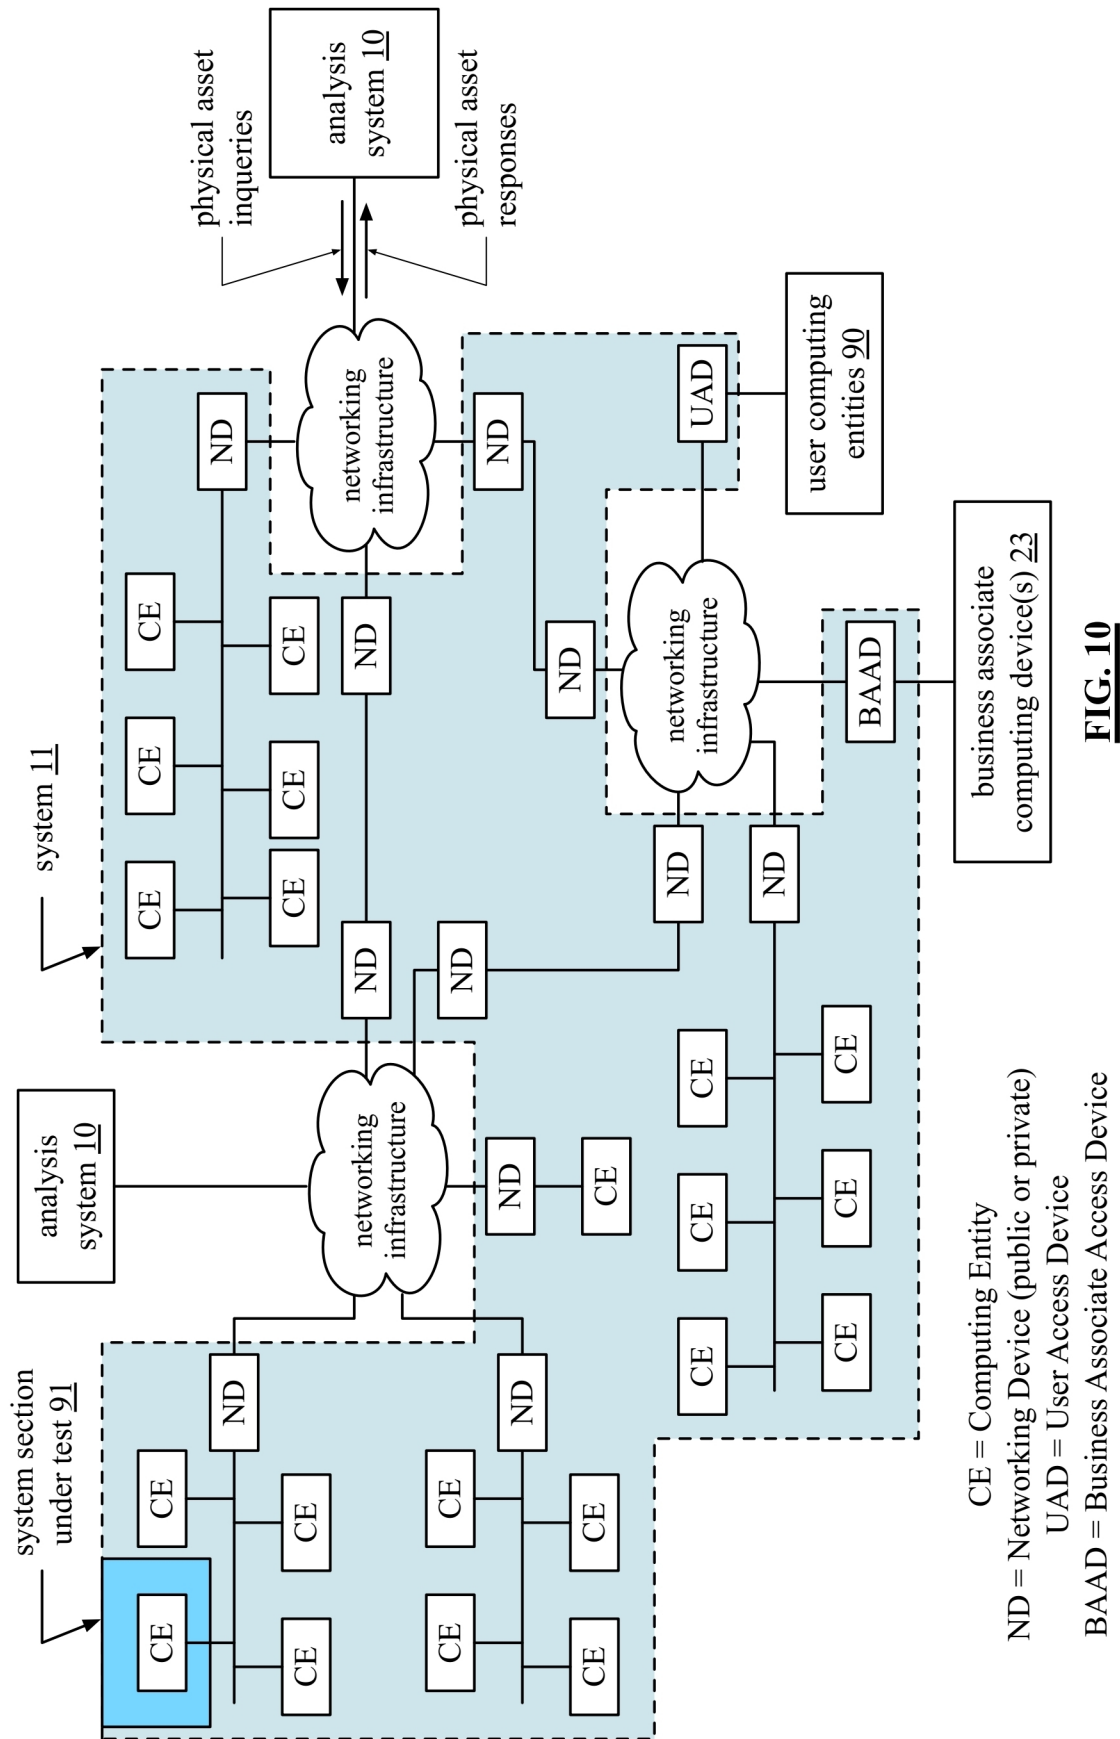 system section
under test 91
analysis
system 10
system 11
CE
CE
CE
CE
CE
physical asset
inqueries
ND
ND
CE
CE
CE
CE
CE
analysis
system 10
networking
infrastructure
ND
ND
networking
infrastructure
CE
CE
ND
physical asset
responses
ND
ND
ND
ND
CE
CE
CE
CE
CE
CE
ND
networking
infrastructure
UAD
ND
CE
CE
CE
user computing
entities 90
BAAD
business associate
computing device(s) 23
CE = Computing Entity
ND = Networking Device (public or private)
UAD = User Access Device
BAAD = Business Associate Access Device
FIG. 10